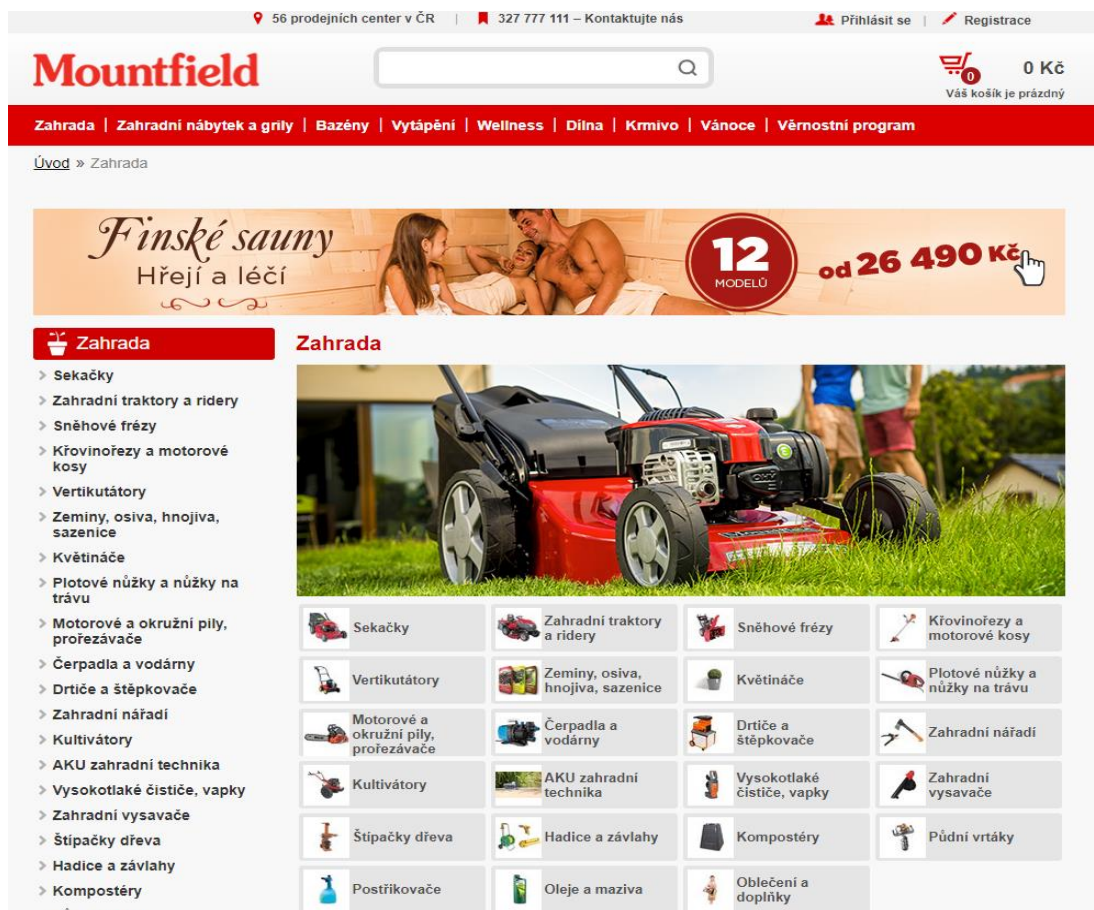 56 prodejních center v ČR | 327 777 111 – Kontaktujte nás
Přihlásit se | Registrace
Mountfield
0
0 Kč
Váš košík je prázdný
Zahrada | Zahradní nábytek a grily | Bazény | Vytápění | Wellness | Dílna | Krmivo | Vánoce | Věrnostní program
Úvod » Zahrada
Finské sauny
Hřejí a léčí
12
MODELŮ
od 26 490 Kč
Zahrada
Sekačky
Zahradní traktory a ridery
Sněhové frézy
Křovinořezy a motorové
kosy
Vertikutátory
Zeminy, osiva, hnojiva,
sazenice
Květináče
Plotové nůžky a nůžky na
trávu
Motorové a okružní pily,
prořezávače
Čerpadla a vodárny
Drtiče a štěpkovače
Zahradní nářadí
Kultivátory
AKU zahradní technika
Vysokotlaké čističe, vapky
Zahradní vysavače
Štípačky dřeva
Hadice a závlahy
Kompostéry
Zahrada
Sekačky
Zahradní traktory
a ridery
Sněhové frézy
Křovinořezy a
motorové kosy
Vertikutátory
Zeminy, osiva,
hnojiva, sazenice
Květináče
Plotové nůžky a
nůžky na trávu
Motorové a
okružní pily,
prořezávače
Čerpadla a
vodárny
Drtiče a
štěpkovače
Zahradní nářadí
Kultivátory
AKU zahradní
technika
Vysokotlaké
čističe, vapky
Zahradní
vysavače
Štípačky dřeva
Hadice a závlahy
Kompostéry
Půdní vrtáky
Postřikovače
Oleje a maziva
Oblečení a
doplňky